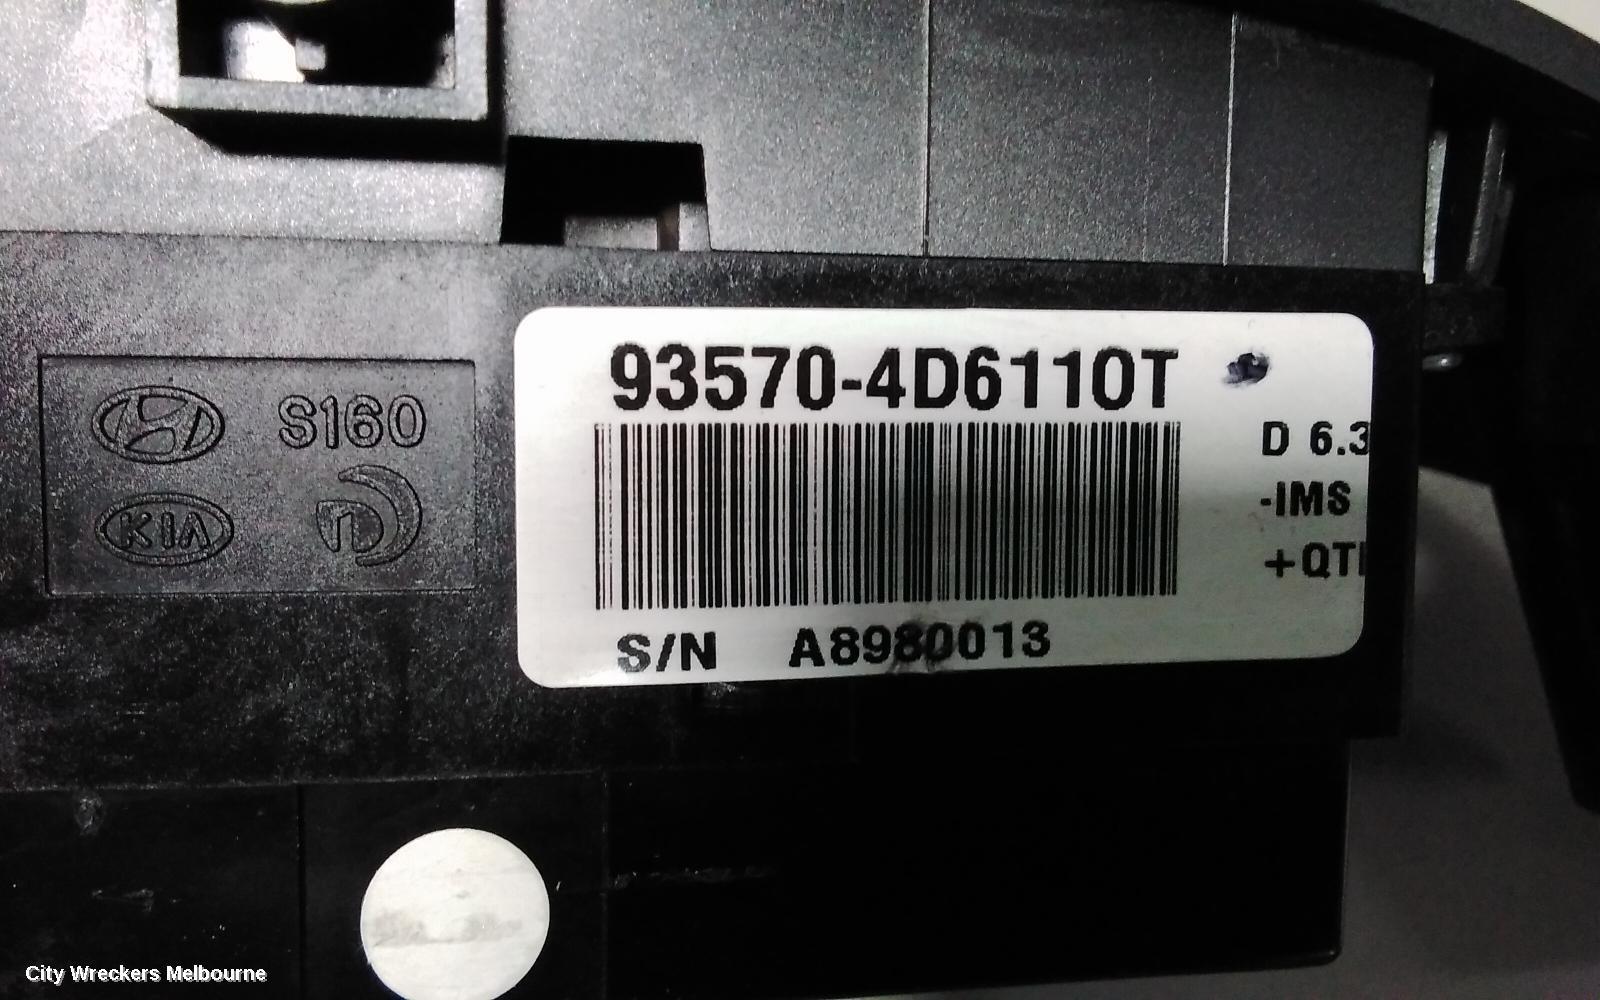 93570-4D6110T
S160
KIA
D 6.3
-IMS
+QT
S/N A8980013
City Wreckers Melbourne